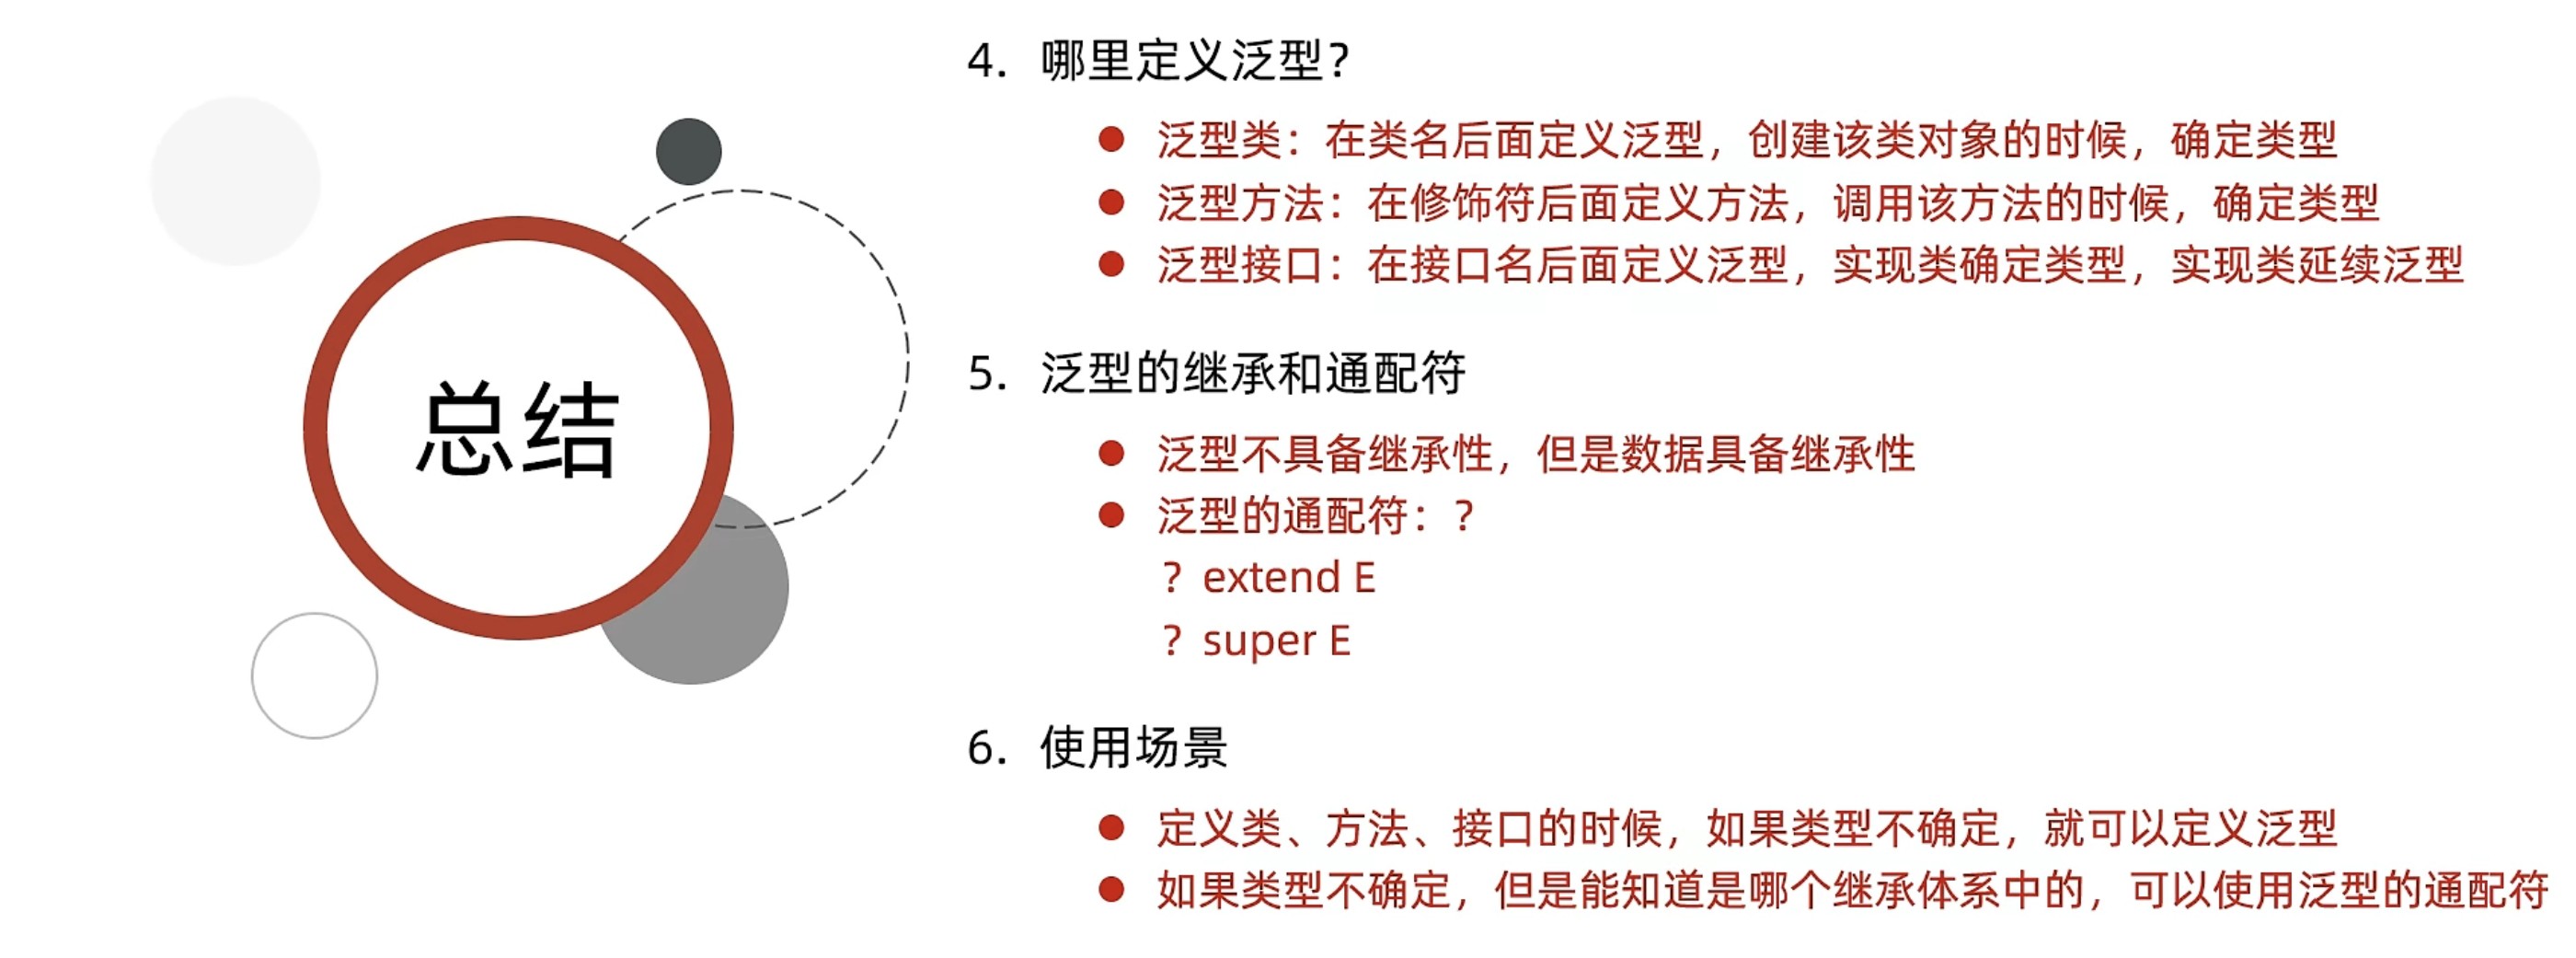 总结
4. 哪里定义泛型？
泛型类：在类名后面定义泛型，创建该类对象的时候，确定类型
泛型方法：在修饰符后面定义方法，调用该方法的时候，确定类型
泛型接口：在接口名后面定义泛型，实现类确定类型，实现类延续泛型
5. 泛型的继承和通配符
泛型不具备继承性，但是数据具备继承性
泛型的通配符：？
？extend E
？super E
6. 使用场景
定义类、方法、接口的时候，如果类型不确定，就可以定义泛型
如果类型不确定，但是能知道是哪个继承体系中的，可以使用泛型的通配符